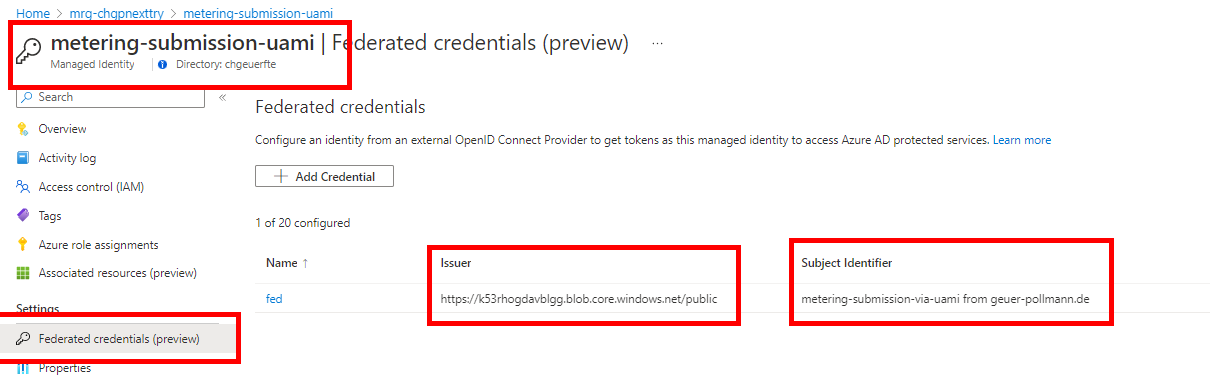 Home > mrg-chgpnexttry > metering-submission-uami
metering-submission-uami | Federated credentials (preview) ...
Managed Identity | Directory: chgeuerfte
Search «
Overview
Activity log
Access control (IAM)
Tags
Azure role assignments
Associated resources (preview)
Settings
Federated credentials (preview)
Properties
Federated credentials
Configure an identity from an external OpenID Connect Provider to get tokens as this managed identity to access Azure AD protected services. Learn more
+ Add Credential
1 of 20 configured
Name ↑ Issuer Subject Identifier
fed https://k53rhogdavblgg.blob.core.windows.net/public metering-submission-via-uami from geuer-pollmann.de